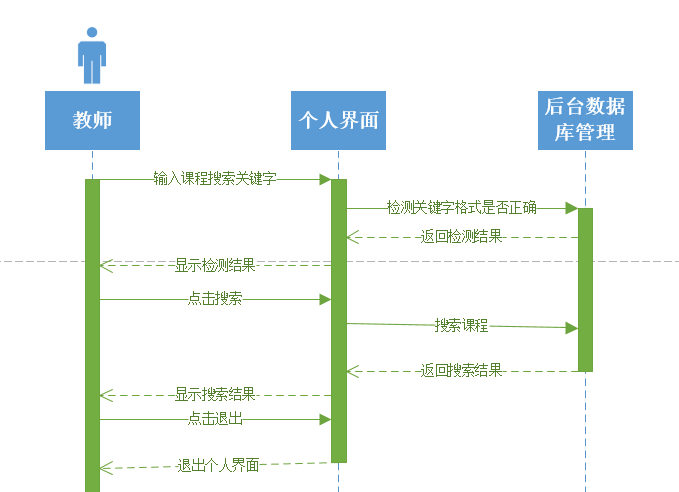 教师
个人界面
后台数据
库管理
输入课程搜索关键字
检测关键字格式是否正确
返回检测结果
显示检测结果
点击搜索
搜索课程
返回搜索结果
显示搜索结果
点击退出
退出个人界面